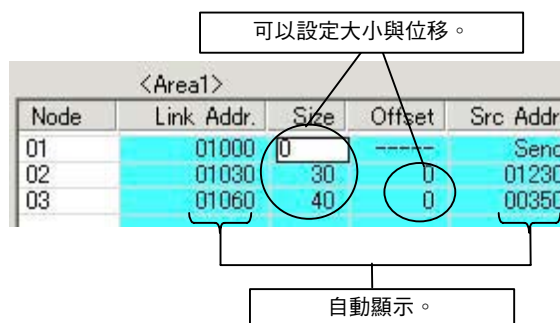 可以設定大小與位移。
<Area1>
Node Link Addr. Size Offset Src Addr
01 01000 0 ----- Send
02 01030 30 0 01230
03 01060 40 0 00350
自動顯示。